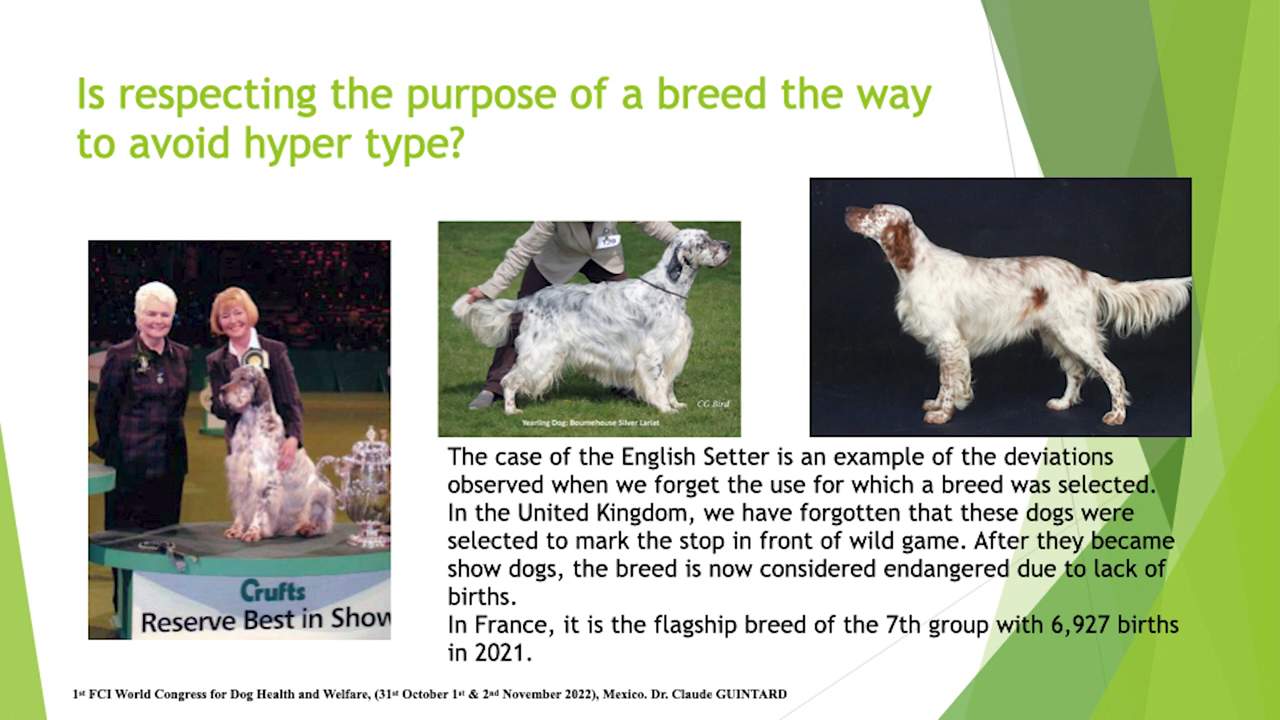 Is respecting the purpose of a breed the way
to avoid hyper type?
Crufts
Reserve Best in Show
CG Bird
Yearling Dog: Bournehouse Silver Lariat
The case of the English Setter is an example of the deviations
observed when we forget the use for which a breed was selected.
In the United Kingdom, we have forgotten that these dogs were
selected to mark the stop in front of wild game. After they became
show dogs, the breed is now considered endangered due to lack of
births.
In France, it is the flagship breed of the 7th group with 6,927 births
in 2021.
1st FCI World Congress for Dog Health and Welfare, (31st October 1st & 2nd November 2022), Mexico. Dr. Claude GUINTARD